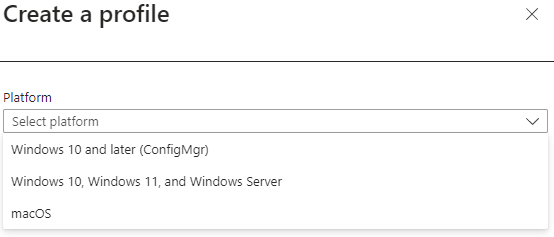 Create a profile
Platform
Select platform
Windows 10 and later (ConfigMgr)
Windows 10, Windows 11, and Windows Server
macOS